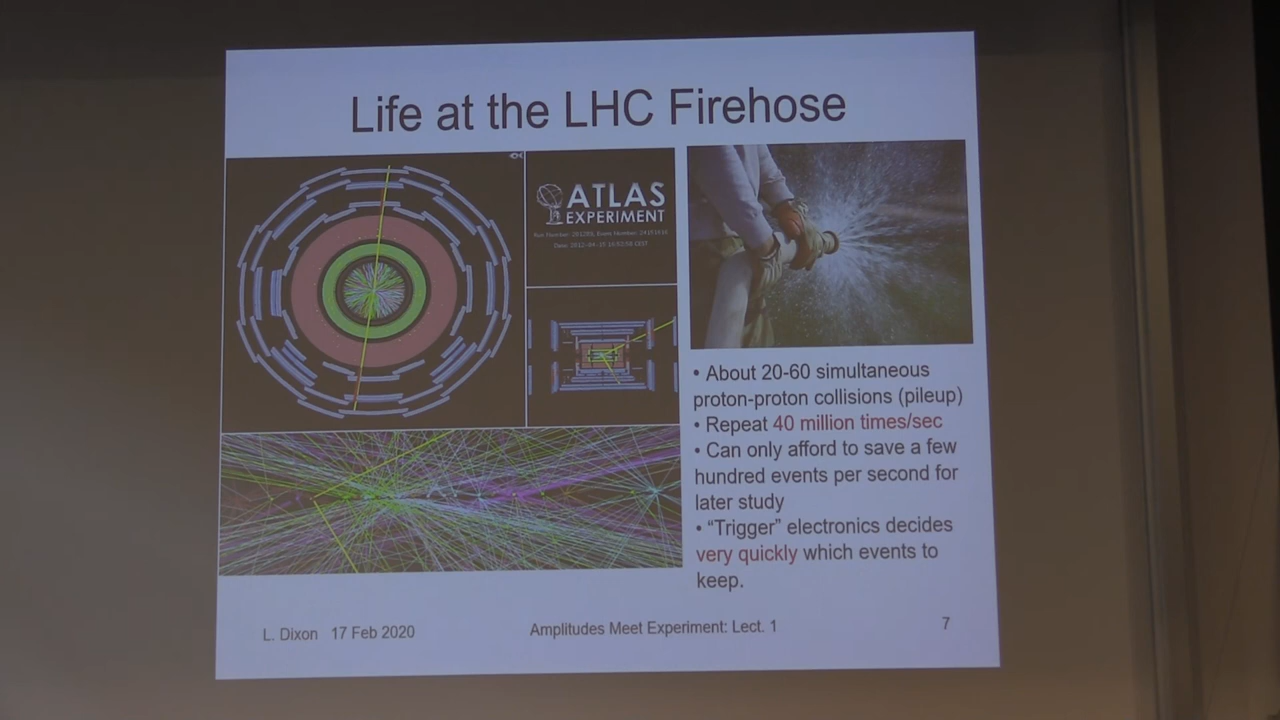 Life at the LHC Firehose
ATLAS
EXPERIMENT
• About 20-60 simultaneous
proton-proton collisions (pileup)
• Repeat 40 million times/sec
• Can only afford to save a few
hundred events per second for
later study
• “Trigger” electronics decides
very quickly which events to
keep.
L. Dixon 17 Feb 2020
Amplitudes Meet Experiment: Lect. 1
7